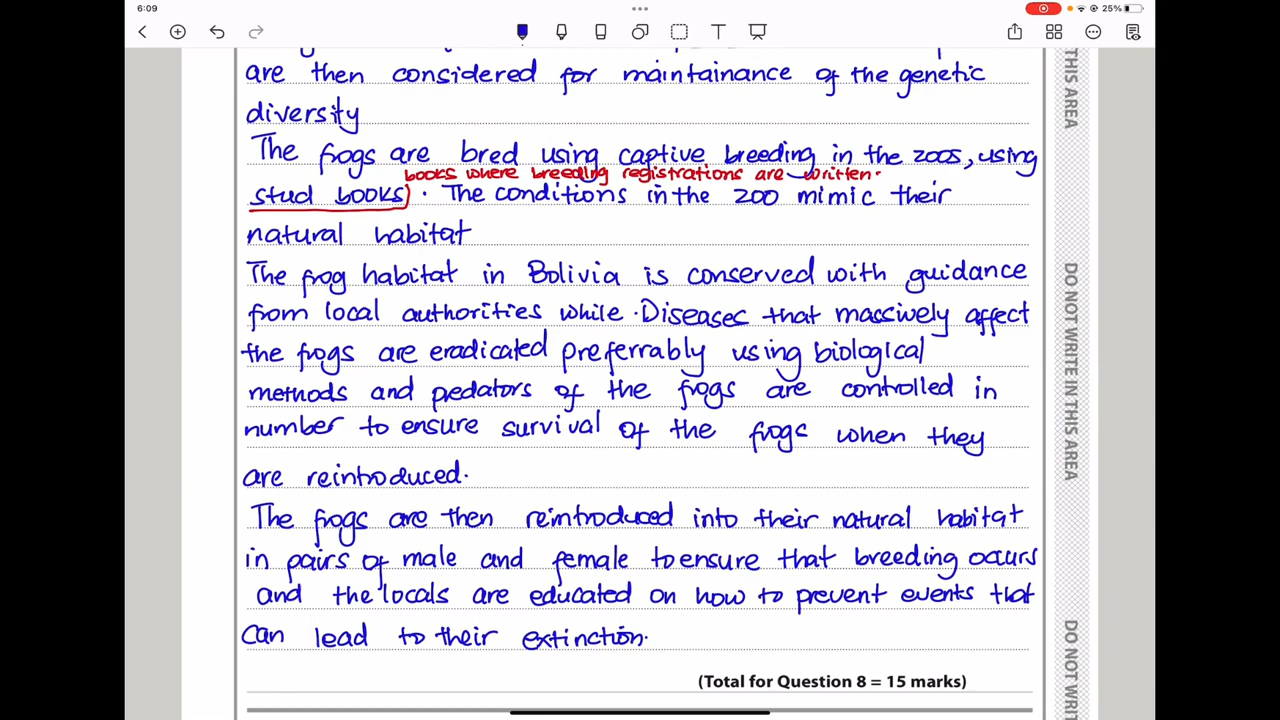 6:09
25%
are then considered for maintainance of the genetic
diversity
The frogs are bred using captive breeding in the zoos, using
books where breeding registrations are written.
stud books). The conditions in the zoo mimic their
natural habitat
The frog habitat in Bolivia is conserved with guidance
from local authorities while. Diseases that massively affect
the frogs are eradicated preferrably using biological
methods and predators of the frogs are controlled in
number to ensure survival of the frogs when they
are reintroduced.
The frogs are then reintroduced into their natural habitat
in pairs of male and female to ensure that breeding occurs
and the locals are educated on how to prevent events that
can lead to their extinction.
(Total for Question 8 = 15 marks)
THIS AREA
DO NOT WRITE IN THIS AREA
DO NOT WRI